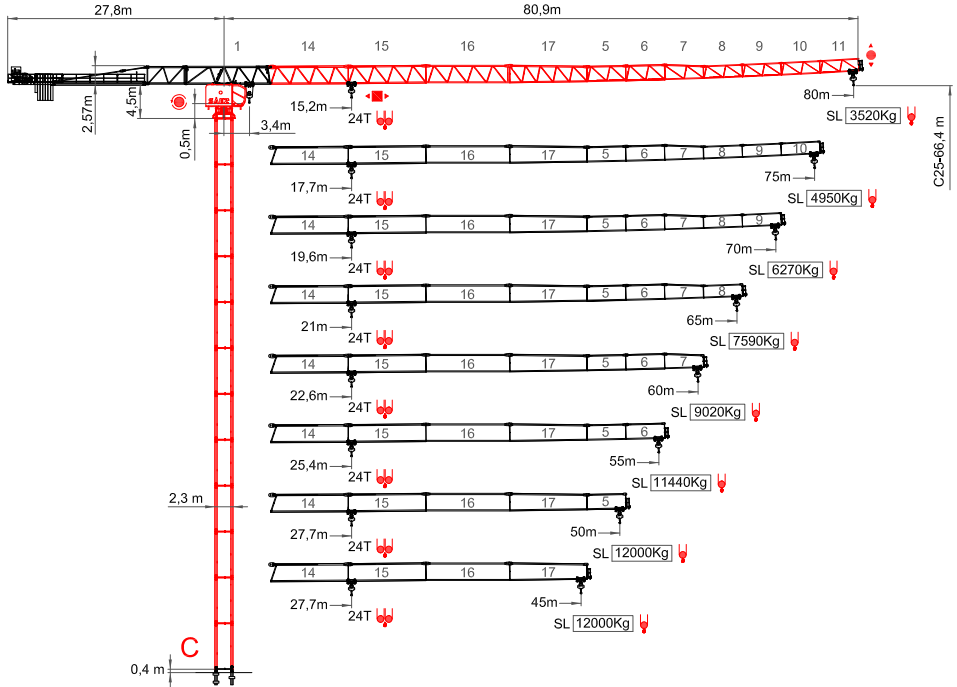 27,8m 80,9m
1 14 15 16 17 5 6 7 8 9 10 11
2,57m 4,5m 0,5m 3,4m
15,2m 24T 80m
SL 3520Kg
C25-66,4 m
14 15 16 17 5 6 7 8 9 10
17,7m 24T 75m
SL 4950Kg
14 15 16 17 5 6 7 8 9
19,6m 24T 70m
SL 6270Kg
14 15 16 17 5 6 7 8
21m 24T 65m
SL 7590Kg
14 15 16 17 5 6 7
22,6m 24T 60m
SL 9020Kg
14 15 16 17 5 6
25,4m 24T 55m
SL 11440Kg
2,3 m
14 15 16 17 5
27,7m 24T 50m
SL 12000Kg
14 15 16 17
27,7m 24T 45m
SL 12000Kg
C
0,4 m